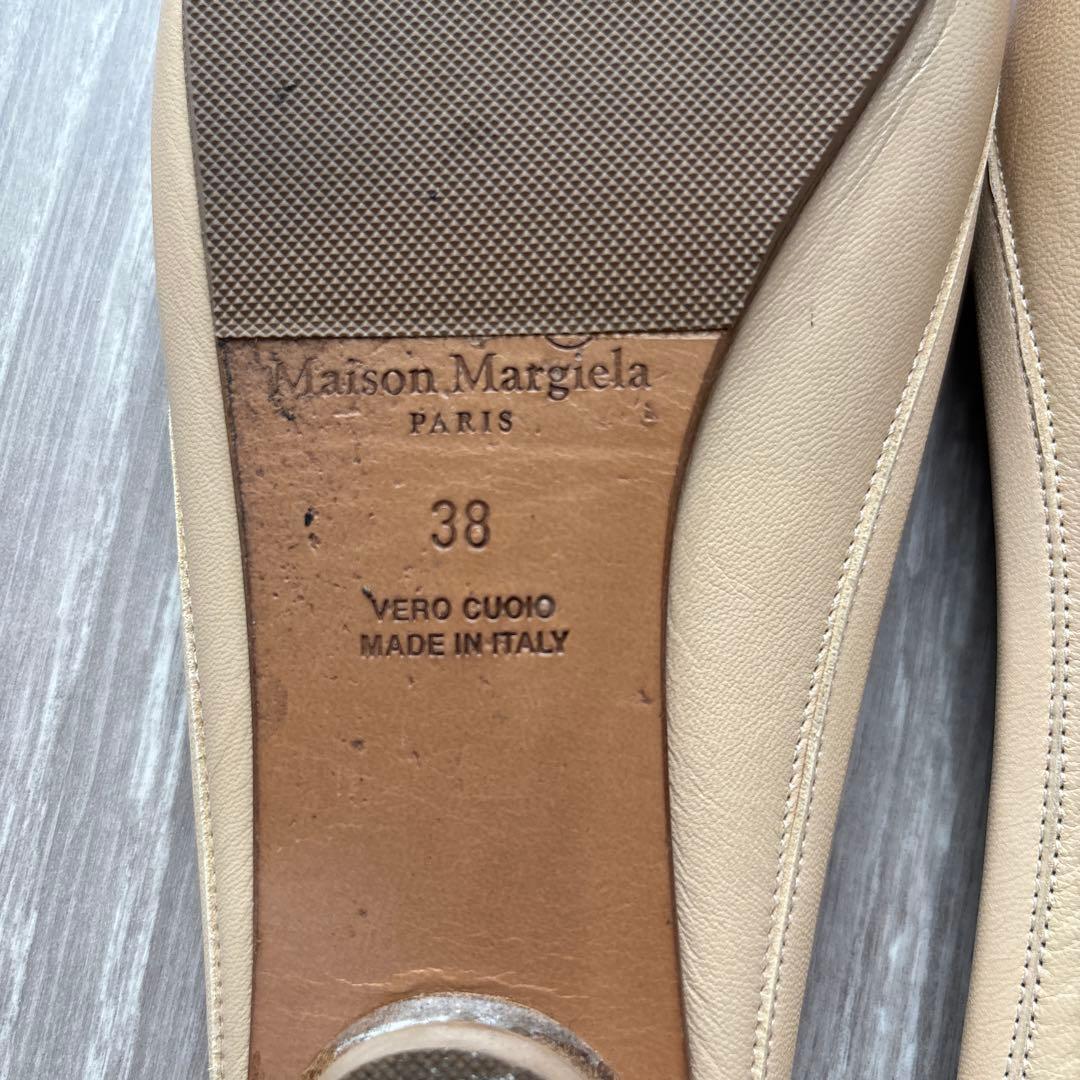 Maison Margiela
PARIS
38
VERO CUOIO
MADE IN ITALY